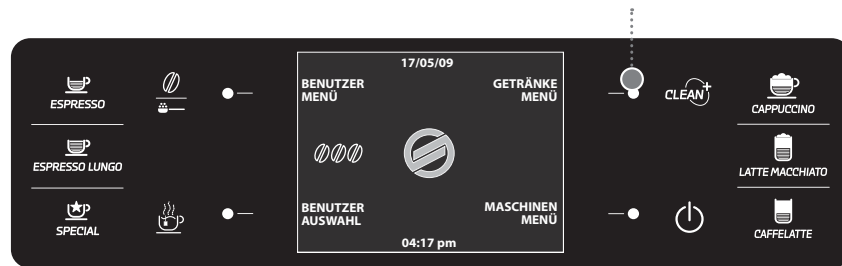 ESPRESSO
ESPRESSO LUNGO
SPECIAL
17/05/09
BENUTZER
MENÜ
GETRÄNKE
MENÜ
BENUTZER
AUSWAHL
MASCHINEN
MENÜ
04:17 pm
CLEAN+
CAPPUCCINO
LATTE MACCHIATO
CAFFELATTE